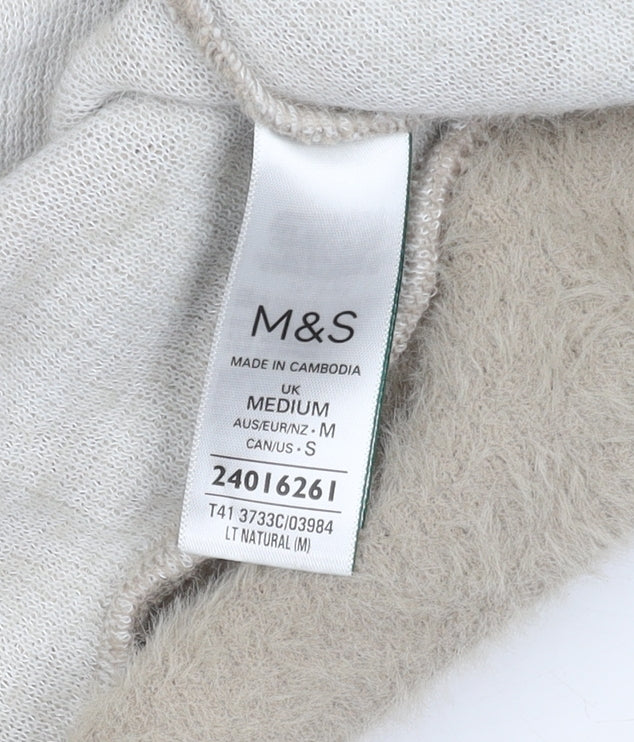 M&S
MADE IN CAMBODIA
UK
MEDIUM
AUS/EUR/NZ • M
CAN/US • S
24016261
T41 3733C/03984
LT NATURAL (M)